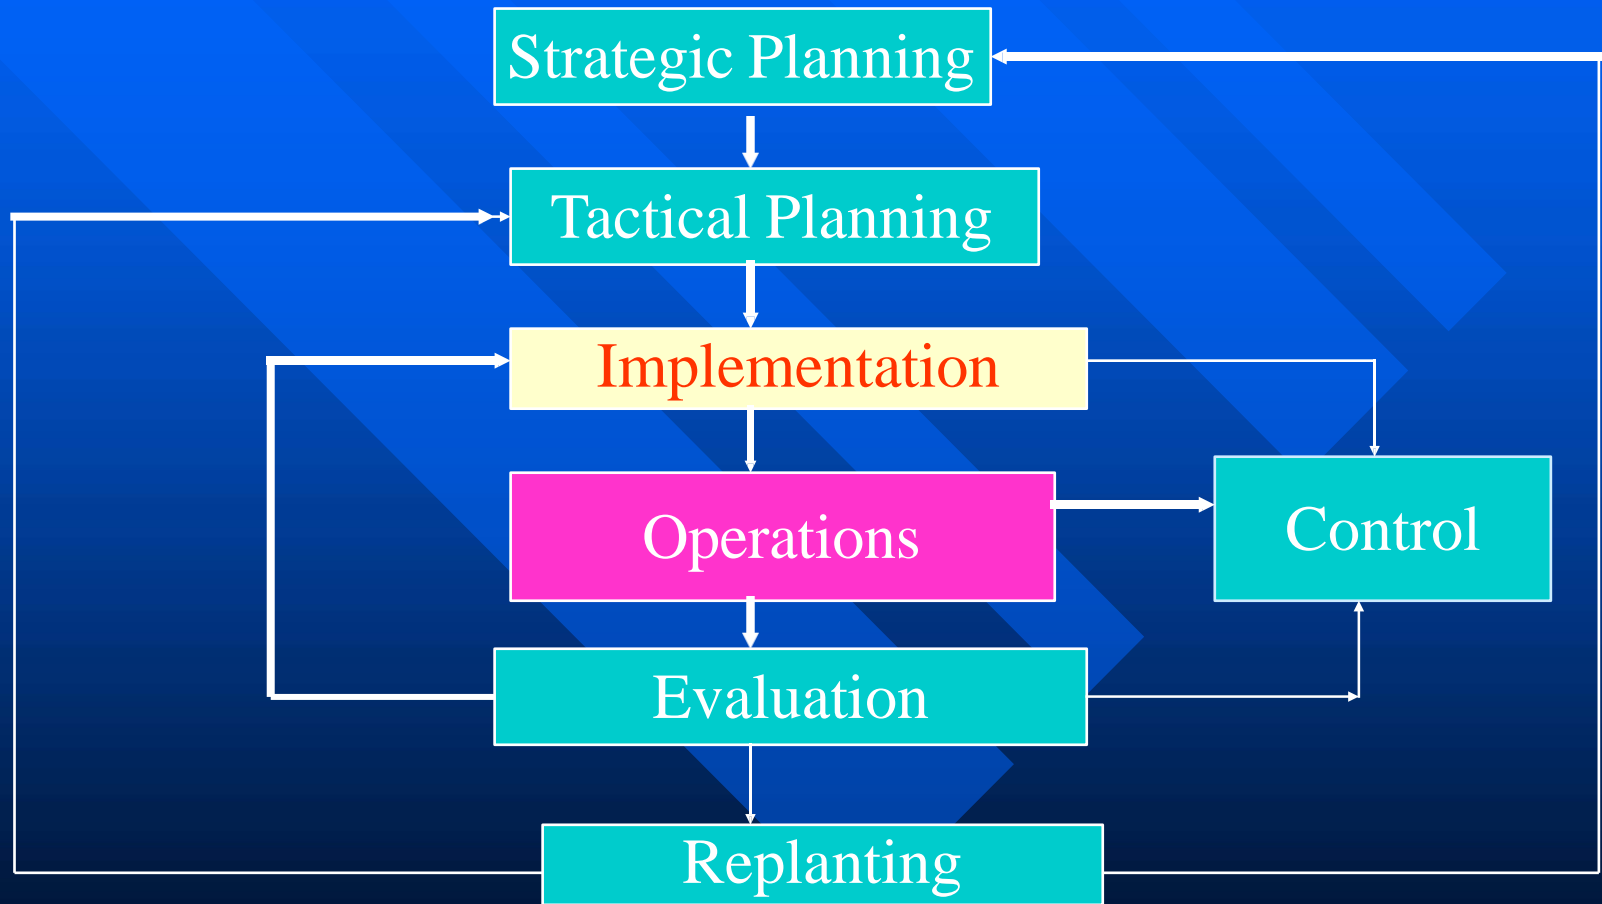 Strategic Planning
Tactical Planning
Implementation
Operations
Control
Evaluation
Replanting